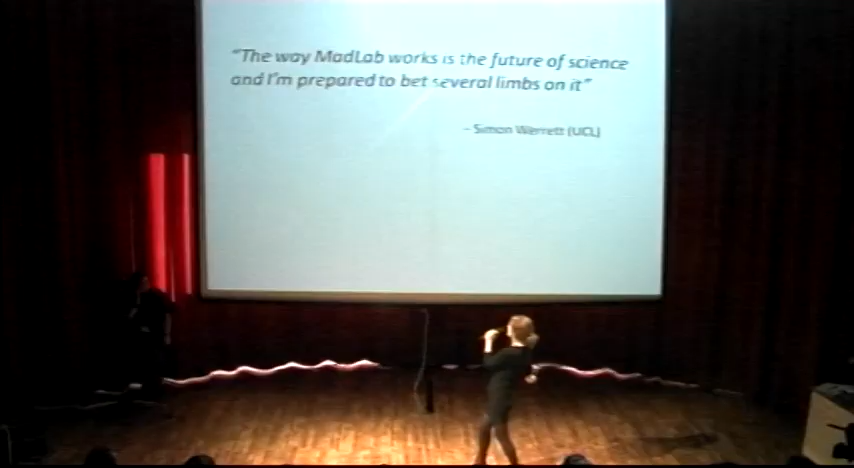 "The way MadLab works is the future of science
and I'm prepared to bet several limbs on it"
- Simon Werrett (UCL)